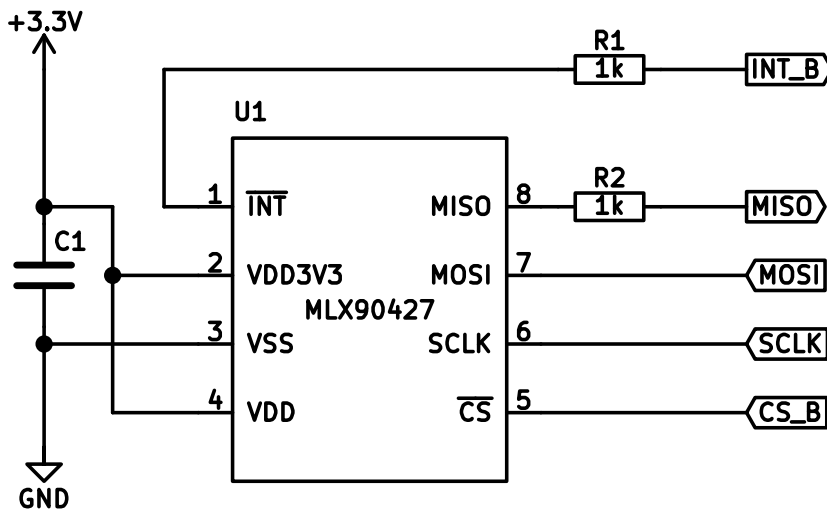 +3.3V
R1
1k
INT_B
U1
1
INT
MISO
8
R2
1k
MISO
C1
2
VDD3V3
MOSI
7
MOSI
MLX90427
3
VSS
SCLK
6
SCLK
4
VDD
CS
5
CS_B
GND